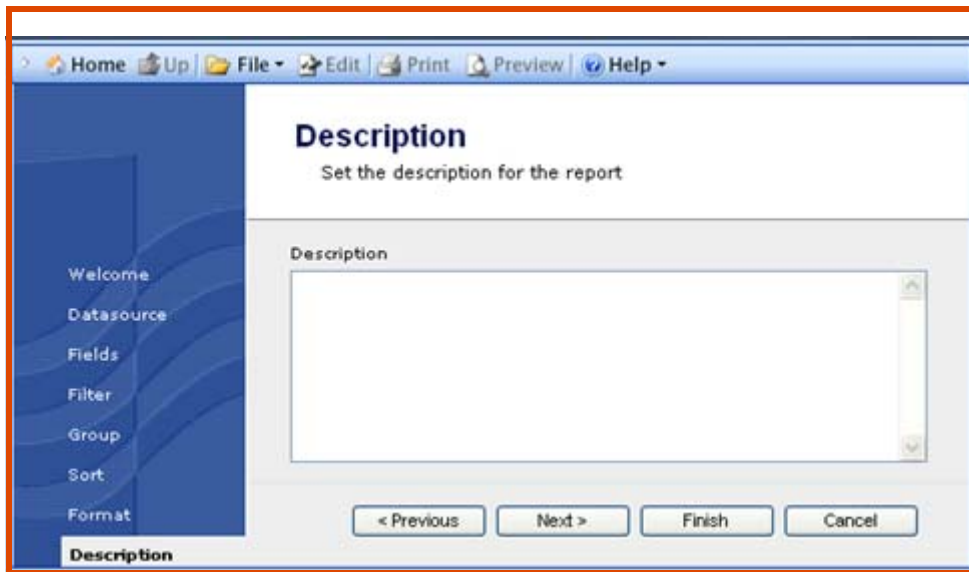 Home Up File Edit Print Preview Help
Description
Set the description for the report
Description
Welcome
Datasource
Fields
Filter
Group
Sort
Format
Description
< Previous Next > Finish Cancel